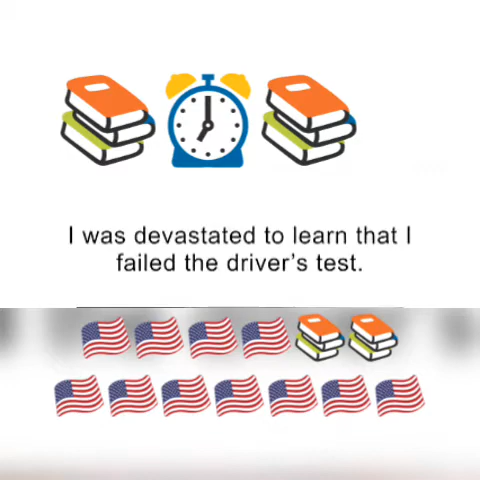 I was devastated to learn that I
failed the driver’s test.